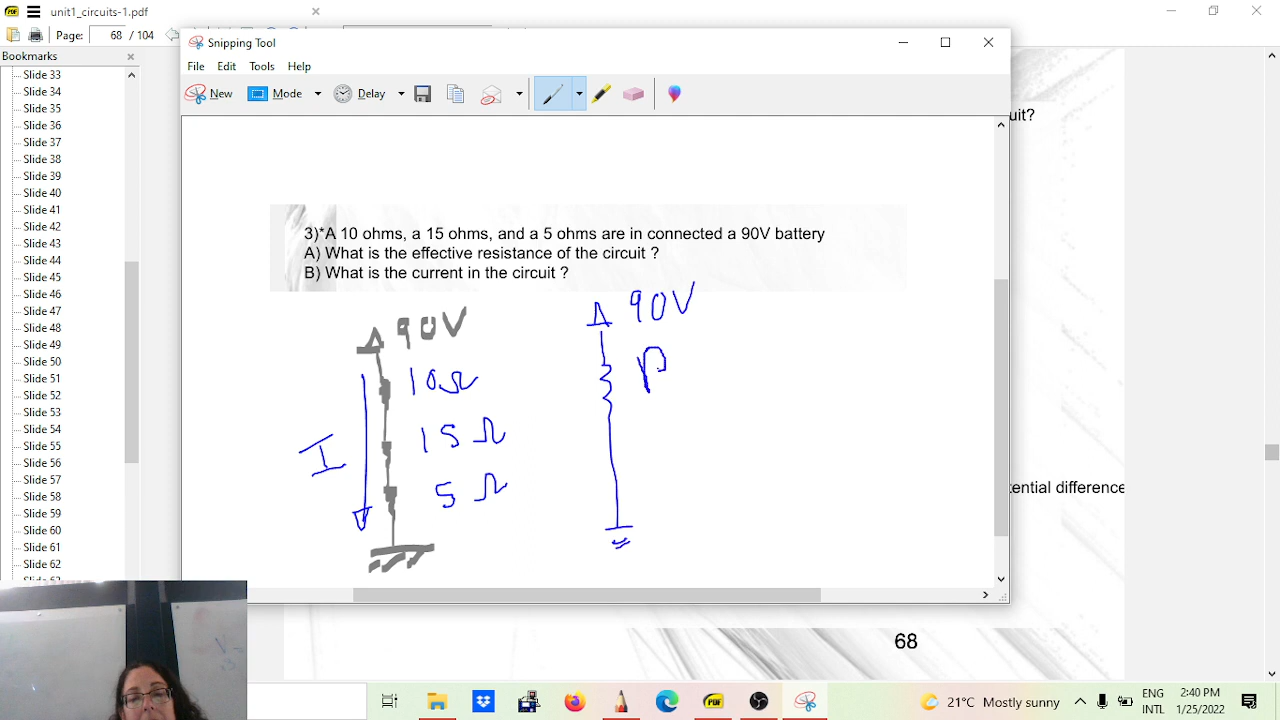 unit1_circuits-1.pdf
Page: 68 / 104
Bookmarks
Slide 33
Slide 34
Slide 35
Slide 36
Slide 37
Slide 38
Slide 39
Slide 40
Slide 41
Slide 42
Slide 43
Slide 44
Slide 45
Slide 46
Slide 47
Slide 48
Slide 49
Slide 50
Slide 51
Slide 52
Slide 53
Slide 54
Slide 55
Slide 56
Slide 57
Slide 58
Slide 59
Slide 60
Slide 61
Slide 62
Snipping Tool
File Edit Tools Help
New Mode Delay
3)*A 10 ohms, a 15 ohms, and a 5 ohms are in connected a 90V battery
A) What is the effective resistance of the circuit ?
B) What is the current in the circuit ?
90V
10Ω
15Ω
5Ω
I
90V
uit?
tential difference
68
21°C Mostly sunny
ENG
INTL
2:40 PM
1/25/2022